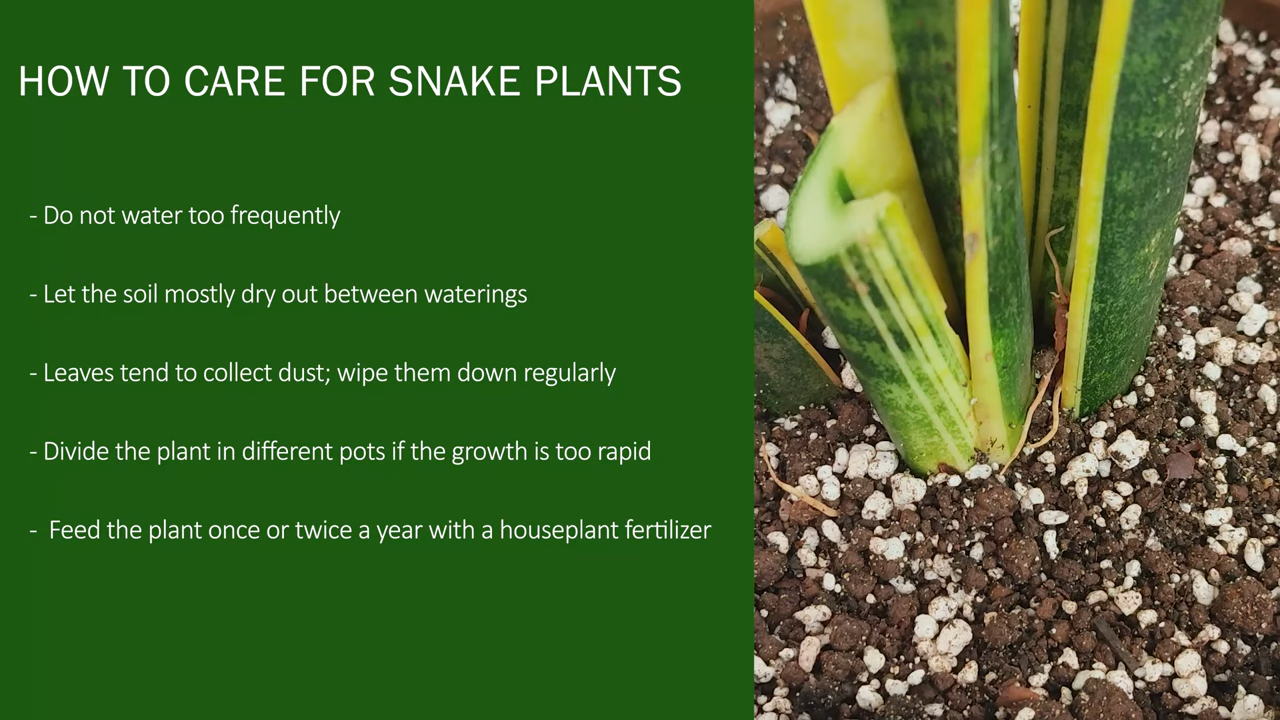 HOW TO CARE FOR SNAKE PLANTS
- Do not water too frequently
- Let the soil mostly dry out between waterings
- Leaves tend to collect dust; wipe them down regularly
- Divide the plant in different pots if the growth is too rapid
- Feed the plant once or twice a year with a houseplant fertilizer